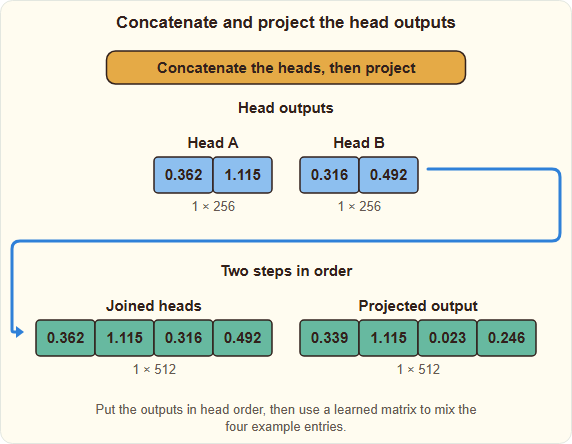 Concatenate and project the head outputs
Concatenate the heads, then project
Head outputs
Head A Head B
0.362 1.115 0.316 0.492
1 × 256 1 × 256
Two steps in order
Joined heads Projected output
0.362 1.115 0.316 0.492 0.339 1.115 0.023 0.246
1 × 512 1 × 512
Put the outputs in head order, then use a learned matrix to mix the
four example entries.